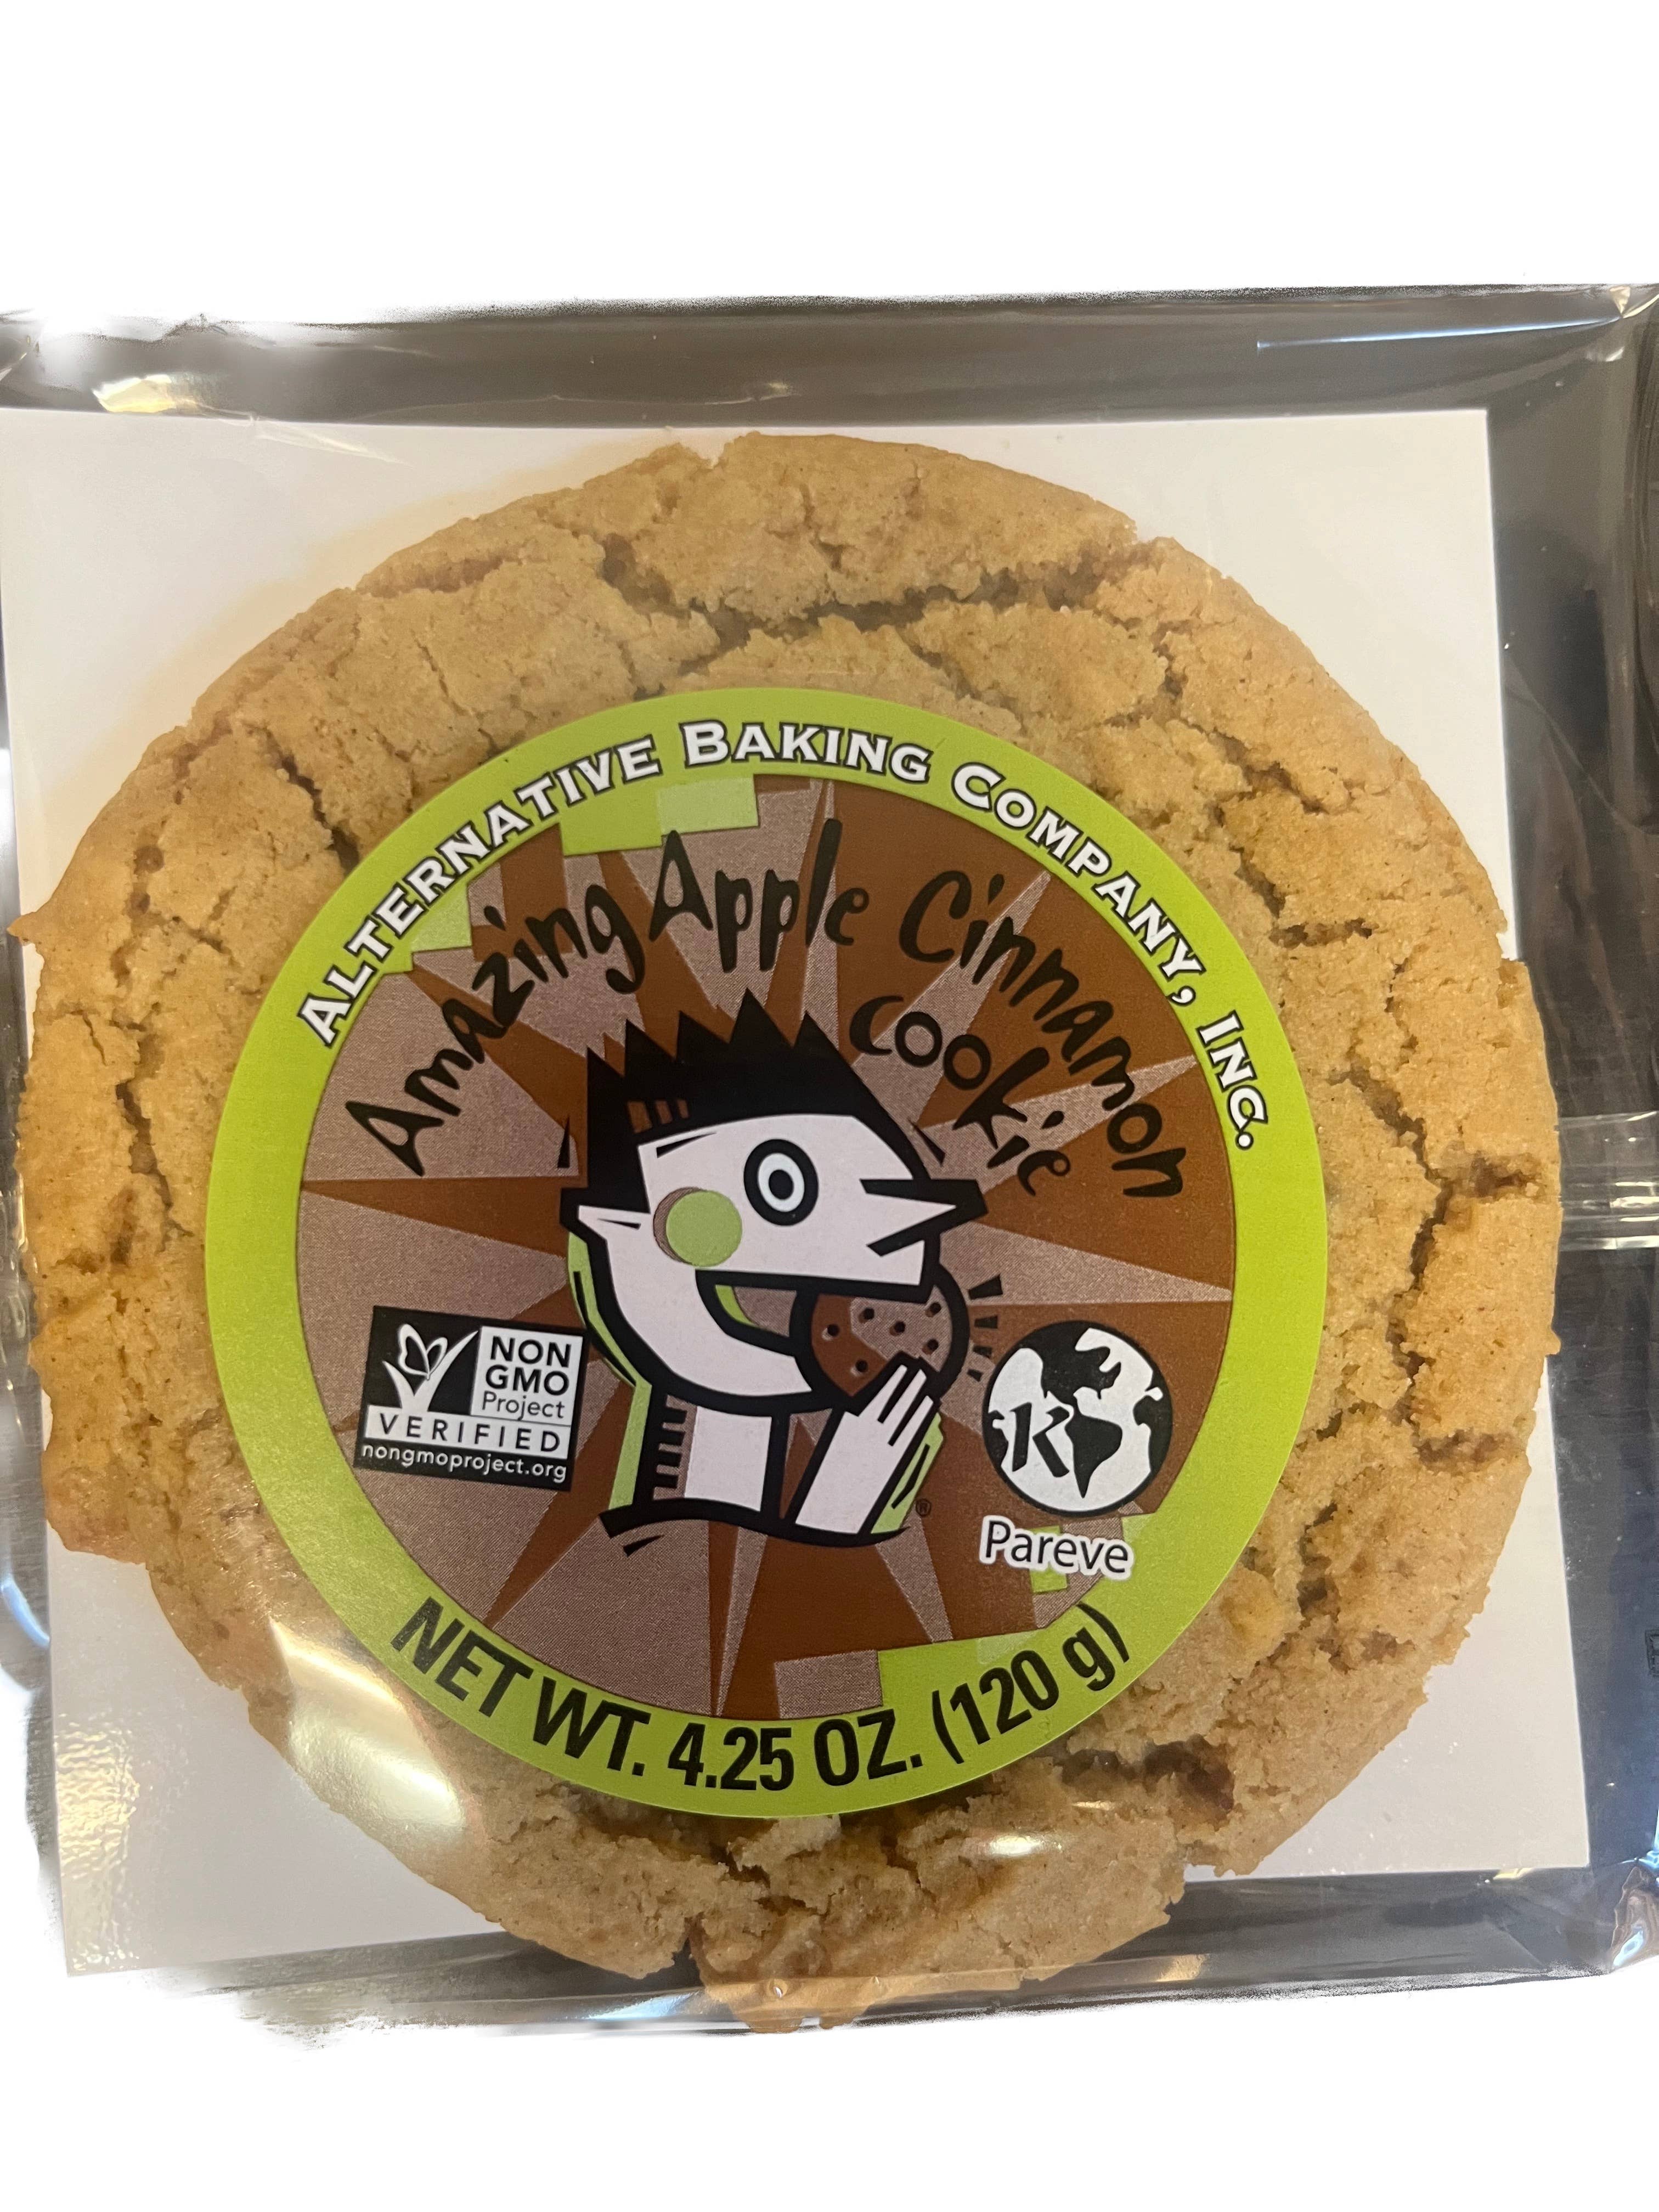 ALTERNATIVE BAKING COMPANY, INC.
Amazing Apple Cinnamon
cookie
NON
GMO
Project
VERIFIED
nongmoproject.org
K
®
Pareve
NET WT. 4.25 OZ. (120 g)